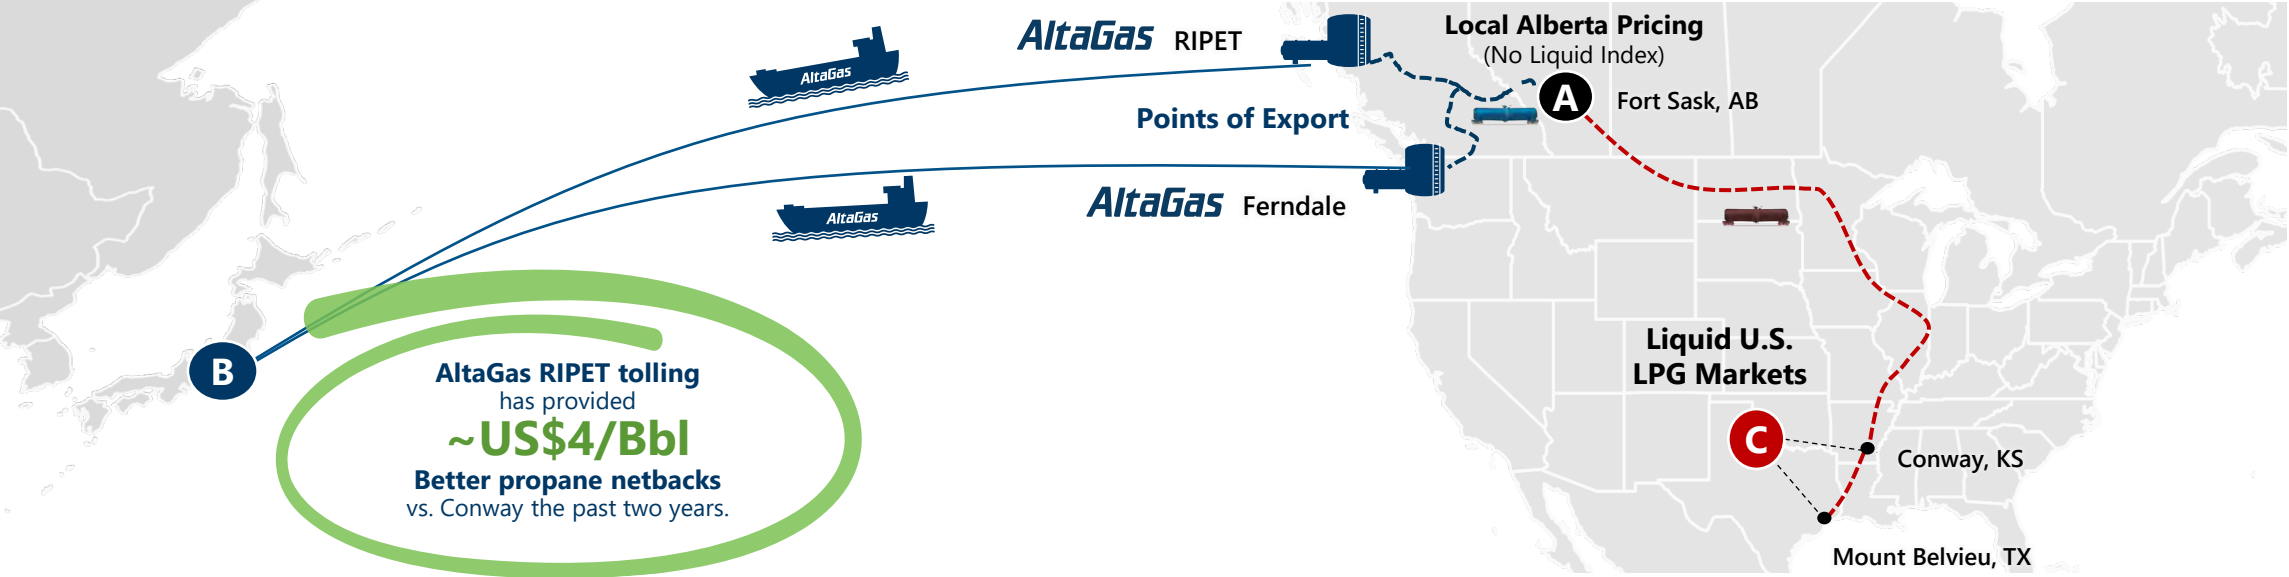 AltaGas RIPET
Local Alberta Pricing
(No Liquid Index)
AltaGas
A
Fort Sask, AB
Points of Export
AltaGas
AltaGas Ferndale
B
AltaGas RIPET tolling
has provided
~US$4/Bbl
Better propane netbacks
vs. Conway the past two years.
Liquid U.S.
LPG Markets
C
Conway, KS
Mount Belvieu, TX